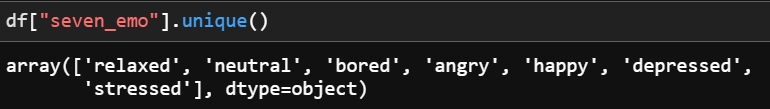 df["seven_emo"].unique()
array(['relaxed', 'neutral', 'bored', 'angry', 'happy', 'depressed',
'stressed'], dtype=object)